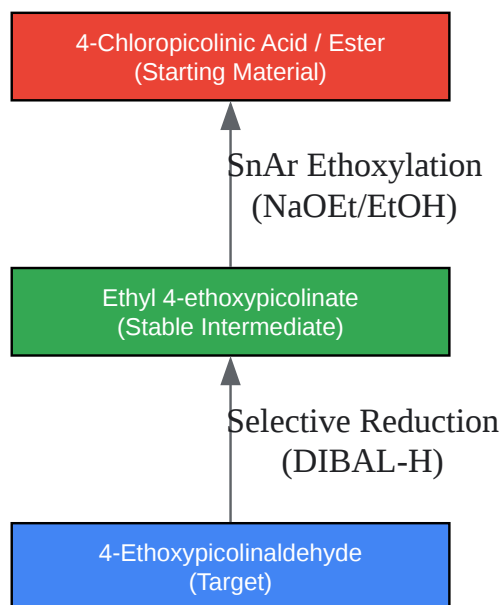 4-Chloropicolinic Acid / Ester
(Starting Material)
SnAr Ethoxylation
(NaOEt/EtOH)
Ethyl 4-ethoxypicolinate
(Stable Intermediate)
Selective Reduction
(DIBAL-H)
4-Ethoxypicolinaldehyde
(Target)